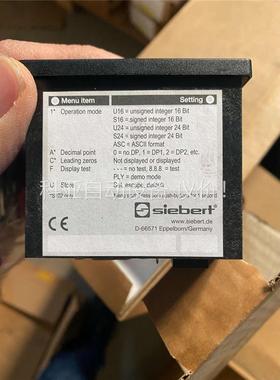 Menu item Setting
1* Operation mode U16 = unsigned integer 16 Bit
S16 = signed integer 16 Bit
U24 = unsigned integer 24 Bit
S24 = signed integer 24 Bit
ASC = ASCII format
A* Decimal point 0 = no DP, 1 = DP1, 2 = DP2, etc.
C* Leading zeros Not displayed or displayed
F Display test - - - = no test, 8.8.8. = test
PLY = demo mode
U Store
CE siebert®
www.siebert.de
D-66571 Eppelborn/Germany